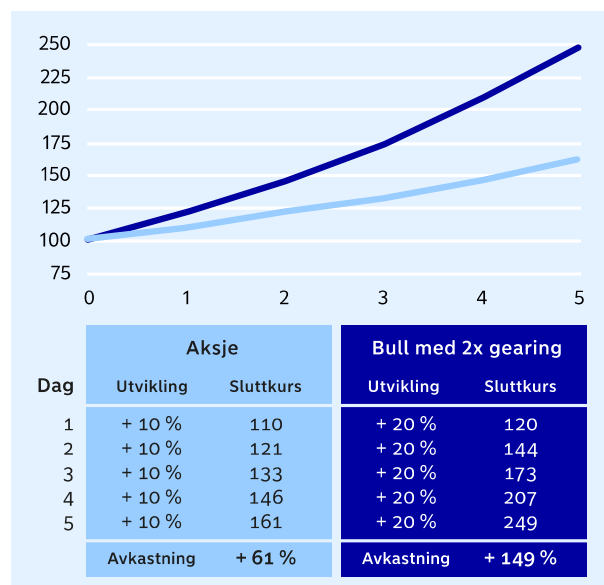 250
225
200
175
150
125
100
75
0 1 2 3 4 5
Aksje Bull med 2x gearing
Dag Utvikling Sluttkurs Utvikling Sluttkurs
1 + 10 % 110 + 20 % 120
2 + 10 % 121 + 20 % 144
3 + 10 % 133 + 20 % 173
4 + 10 % 146 + 20 % 207
5 + 10 % 161 + 20 % 249
Avkastning + 61 % Avkastning + 149 %